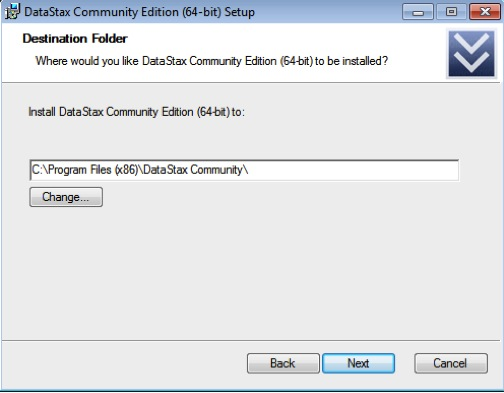 DataStax Community Edition (64-bit) Setup
Destination Folder
Where would you like DataStax Community Edition (64-bit) to be installed?
Install DataStax Community Edition (64-bit) to:
C:\Program Files (x86)\DataStax Community\
Change...
Back Next Cancel